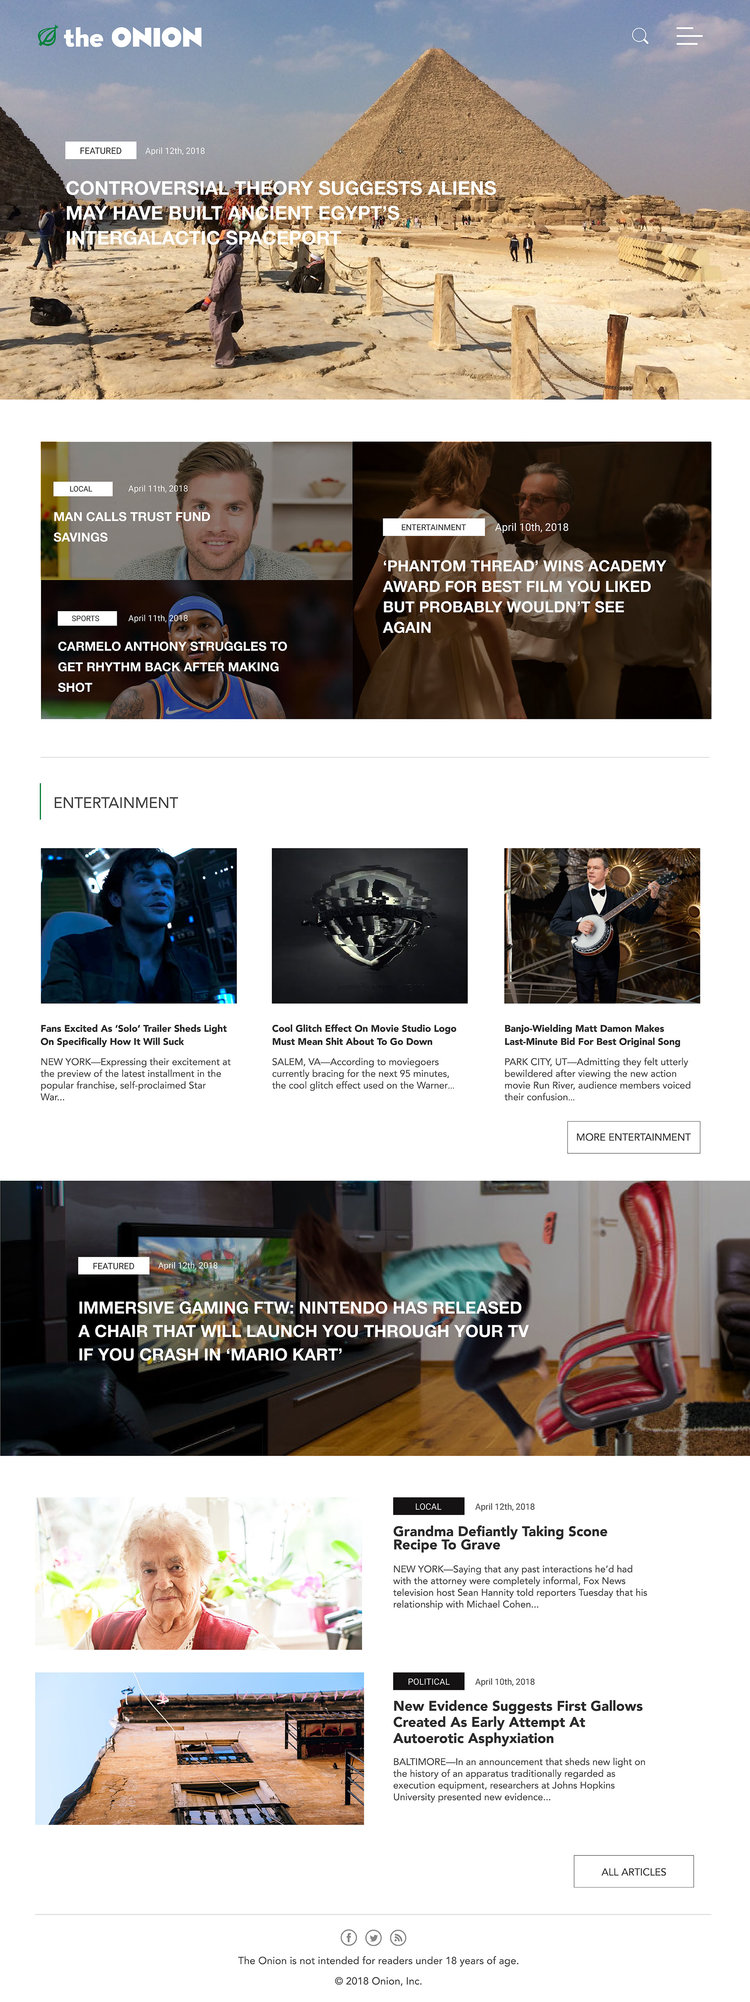 the ONION
FEATURED April 12th, 2018
CONTROVERSIAL THEORY SUGGESTS ALIENS
MAY HAVE BUILT ANCIENT EGYPT'S
INTERGALACTIC SPACEPORT
LOCAL April 11th, 2018
MAN CALLS TRUST FUND
SAVINGS
SPORTS April 11th, 2018
CARMELO ANTHONY STRUGGLES TO
GET RHYTHM BACK AFTER MAKING
SHOT
ENTERTAINMENT April 10th, 2018
‘PHANTOM THREAD’ WINS ACADEMY
AWARD FOR BEST FILM YOU LIKED
BUT PROBABLY WOULDN’T SEE
AGAIN
ENTERTAINMENT
Fans Excited As ‘Solo’ Trailer Sheds Light
On Specifically How It Will Suck
NEW YORK—Expressing their excitement at
the preview of the latest installment in the
popular franchise, self-proclaimed Star
War...
Cool Glitch Effect On Movie Studio Logo
Must Mean Shit About To Go Down
SALEM, VA—According to moviegoers
currently bracing for the next 95 minutes,
the cool glitch effect used on the Warner...
Banjo-Wielding Matt Damon Makes
Last-Minute Bid For Best Original Song
PARK CITY, UT—Admitting they felt utterly
bewildered after viewing the new action
movie Run River, audience members voiced
their confusion...
MORE ENTERTAINMENT
FEATURED April 12th, 2018
IMMERSIVE GAMING FTW: NINTENDO HAS RELEASED
A CHAIR THAT WILL LAUNCH YOU THROUGH YOUR TV
IF YOU CRASH IN ‘MARIO KART’
LOCAL April 12th, 2018
Grandma Defiantly Taking Scone
Recipe To Grave
NEW YORK—Saying that any past interactions he’d had
with the attorney were completely informal, Fox News
television host Sean Hannity told reporters Tuesday that his
relationship with Michael Cohen...
POLITICAL April 10th, 2018
New Evidence Suggests First Gallows
Created As Early Attempt At
Autoerotic Asphyxiation
BALTIMORE—In an announcement that sheds new light on
the history of an apparatus traditionally regarded as
execution equipment, researchers at Johns Hopkins
University presented new evidence...
ALL ARTICLES
The Onion is not intended for readers under 18 years of age.
© 2018 Onion, Inc.